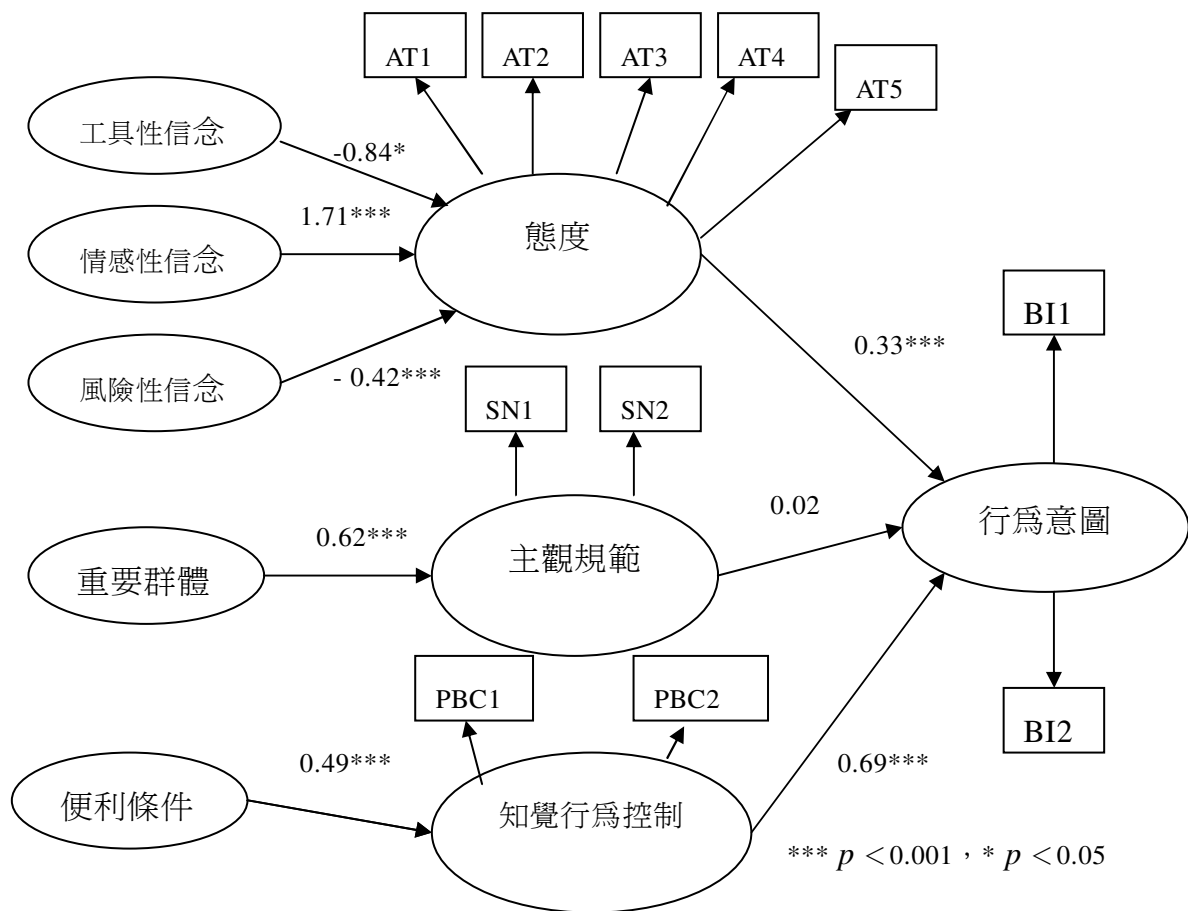 AT1
AT2
AT3
AT4
AT5
工具性信念
-0.84*
1.71***
情感性信念
態度
BI1
0.33***
風險性信念
- 0.42***
SN1
SN2
0.02
行為意圖
0.62***
主觀規範
重要群體
PBC1
PBC2
BI2
0.49***
0.69***
便利條件
知覺行為控制
*** p <0.001,* p <0.05